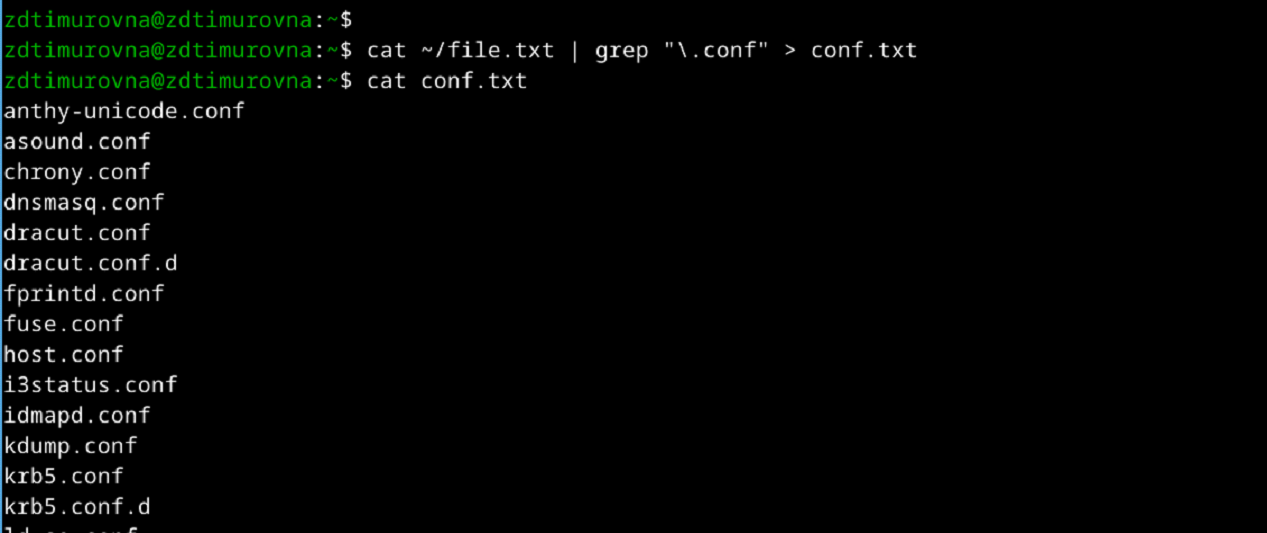 zdtimurovna@zdtimurovna:~$
zdtimurovna@zdtimurovna:~$ cat ~/file.txt | grep "\.conf" > conf.txt
zdtimurovna@zdtimurovna:~$ cat conf.txt
anthy-unicode.conf
asound.conf
chrony.conf
dnsmasq.conf
dracut.conf
dracut.conf.d
fprintd.conf
fuse.conf
host.conf
i3status.conf
idmapd.conf
kdump.conf
krb5.conf
krb5.conf.d